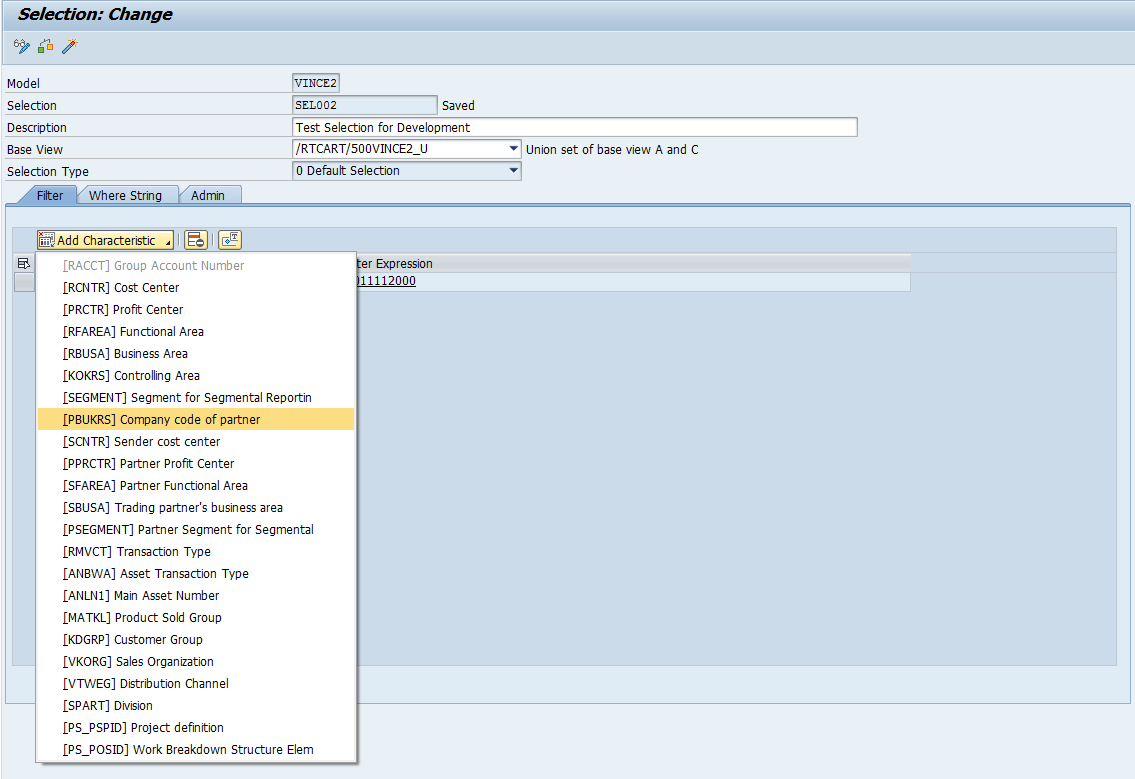 Selection: Change
Model VINCE2
Selection SEL002 Saved
Description Test Selection for Development
Base View /RTCART/500VINCE2_U Union set of base view A and C
Selection Type 0 Default Selection
Filter Where String Admin
Add Characteristic
ter Expression
011112000
[RACCT] Group Account Number
[RCNTR] Cost Center
[PRCTR] Profit Center
[RFAREA] Functional Area
[RBUSA] Business Area
[KOKRS] Controlling Area
[SEGMENT] Segment for Segmental Reportin
[PBUKRS] Company code of partner
[SCNTR] Sender cost center
[PPRCTR] Partner Profit Center
[SFAREA] Partner Functional Area
[SBUSA] Trading partner's business area
[PSEGMENT] Partner Segment for Segmental
[RMVCT] Transaction Type
[ANBWA] Asset Transaction Type
[ANLN1] Main Asset Number
[MATKL] Product Sold Group
[KDGRP] Customer Group
[VKORG] Sales Organization
[VTWEG] Distribution Channel
[SPART] Division
[PS_PSPID] Project definition
[PS_POSID] Work Breakdown Structure Elem